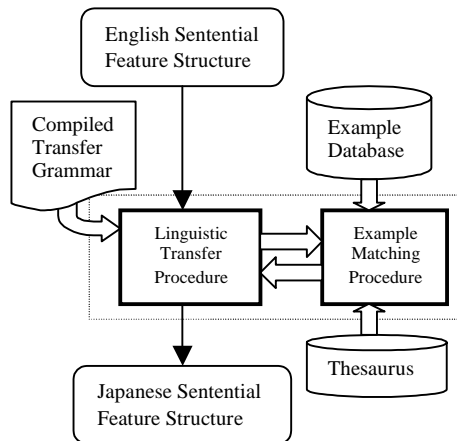 English Sentential
Feature Structure
Compiled
Transfer
Grammar
Example
Database
Linguistic
Transfer
Procedure
Example
Matching
Procedure
Thesaurus
Japanese Sentential
Feature Structure